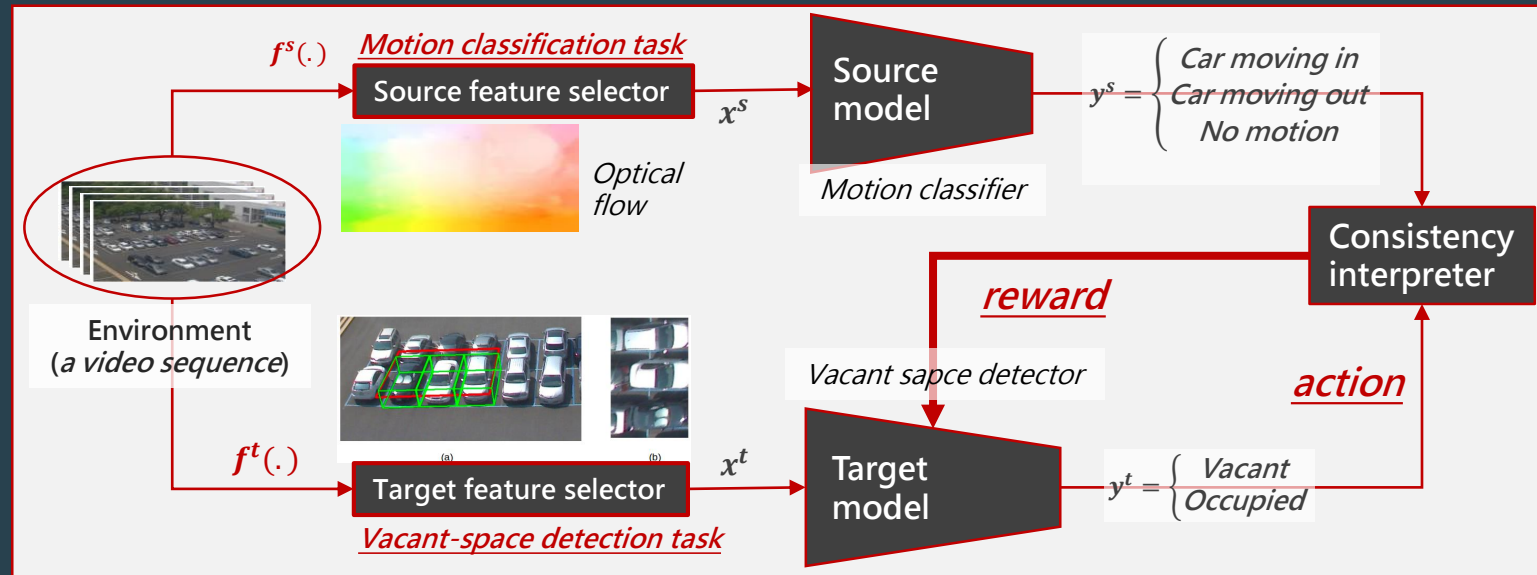 f^s(.)
Motion classification task
Source feature selector
x^s
Source
model
y^s = { Car moving in
Car moving out
No motion
Optical
flow
Motion classifier
Consistency
interpreter
reward
Environment
(a video sequence)
Vacant sapce detector
action
(a)
(b)
f^t(.)
Target feature selector
x^t
Target
model
y^t = { Vacant
Occupied
Vacant-space detection task